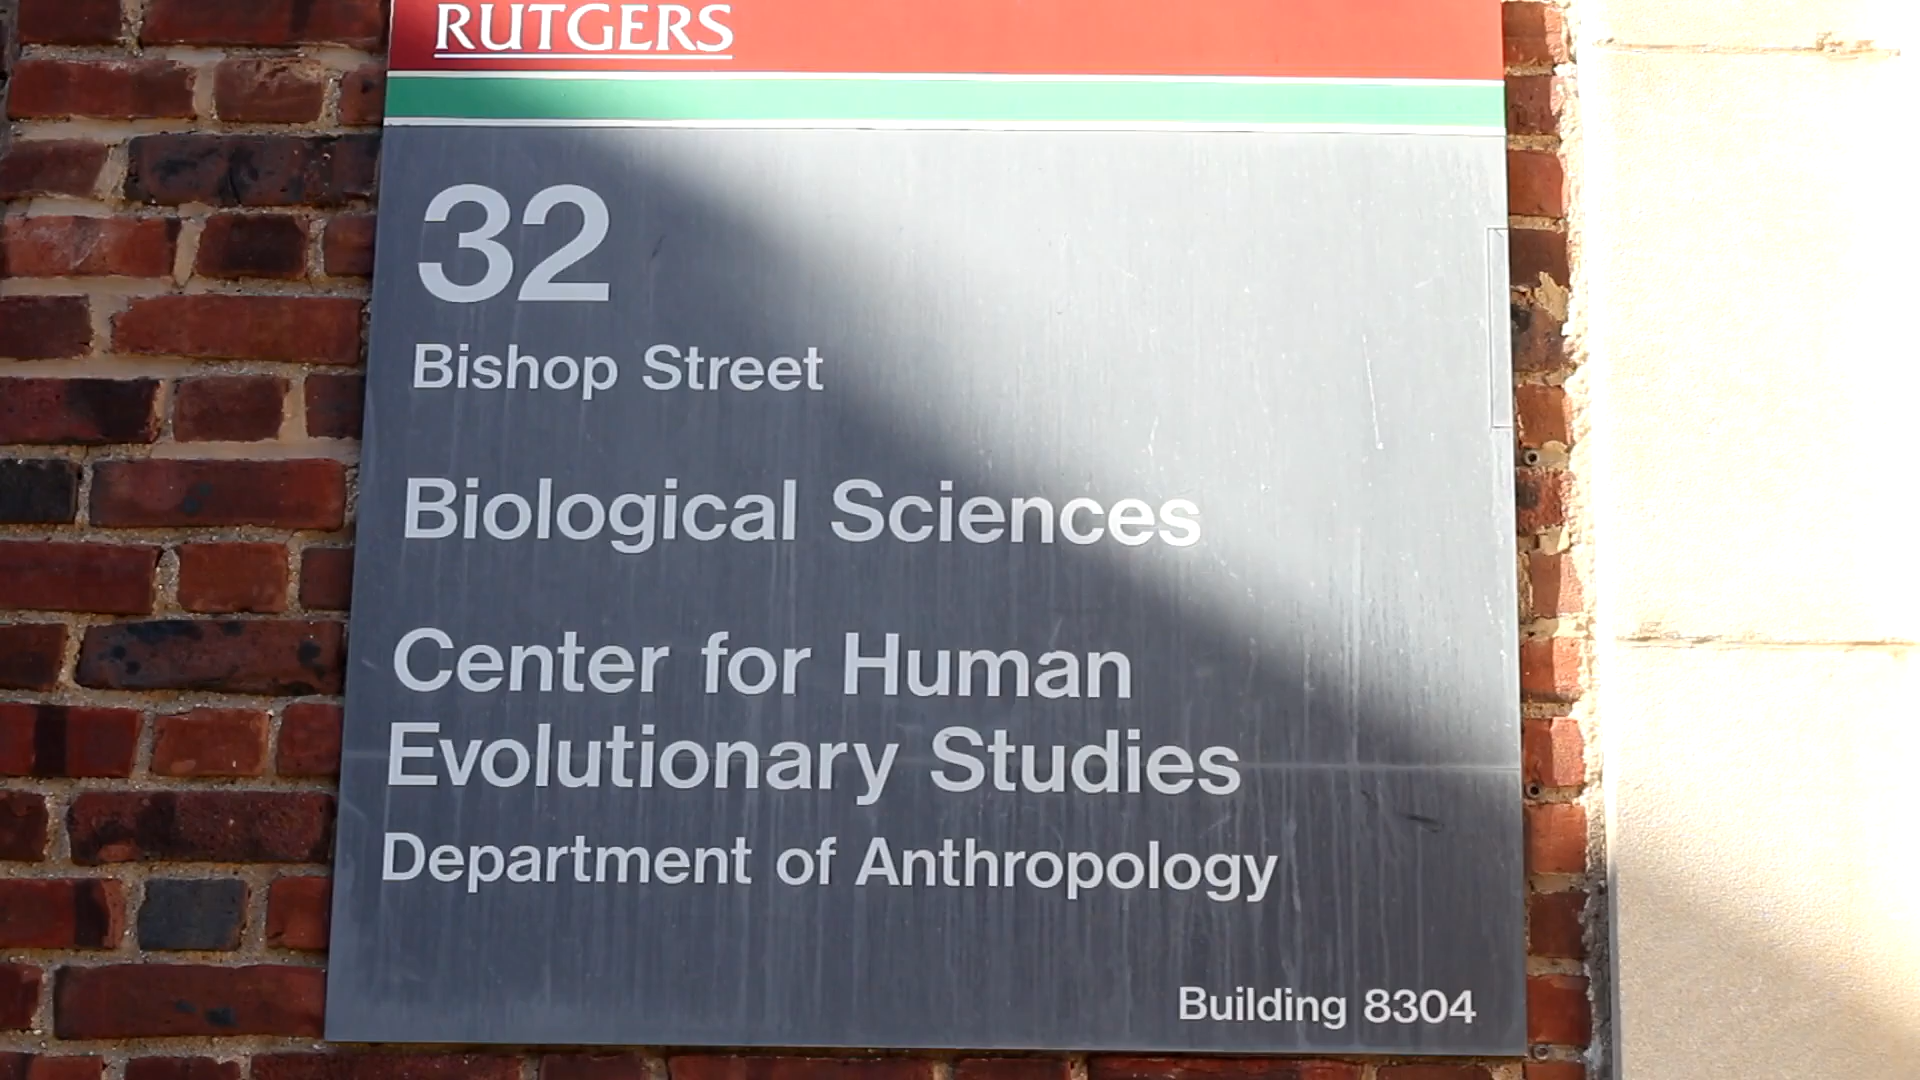 RUTGERS
32
Bishop Street
Biological Sciences
Center for Human
Evolutionary Studies
Department of Anthropology
Building 8304